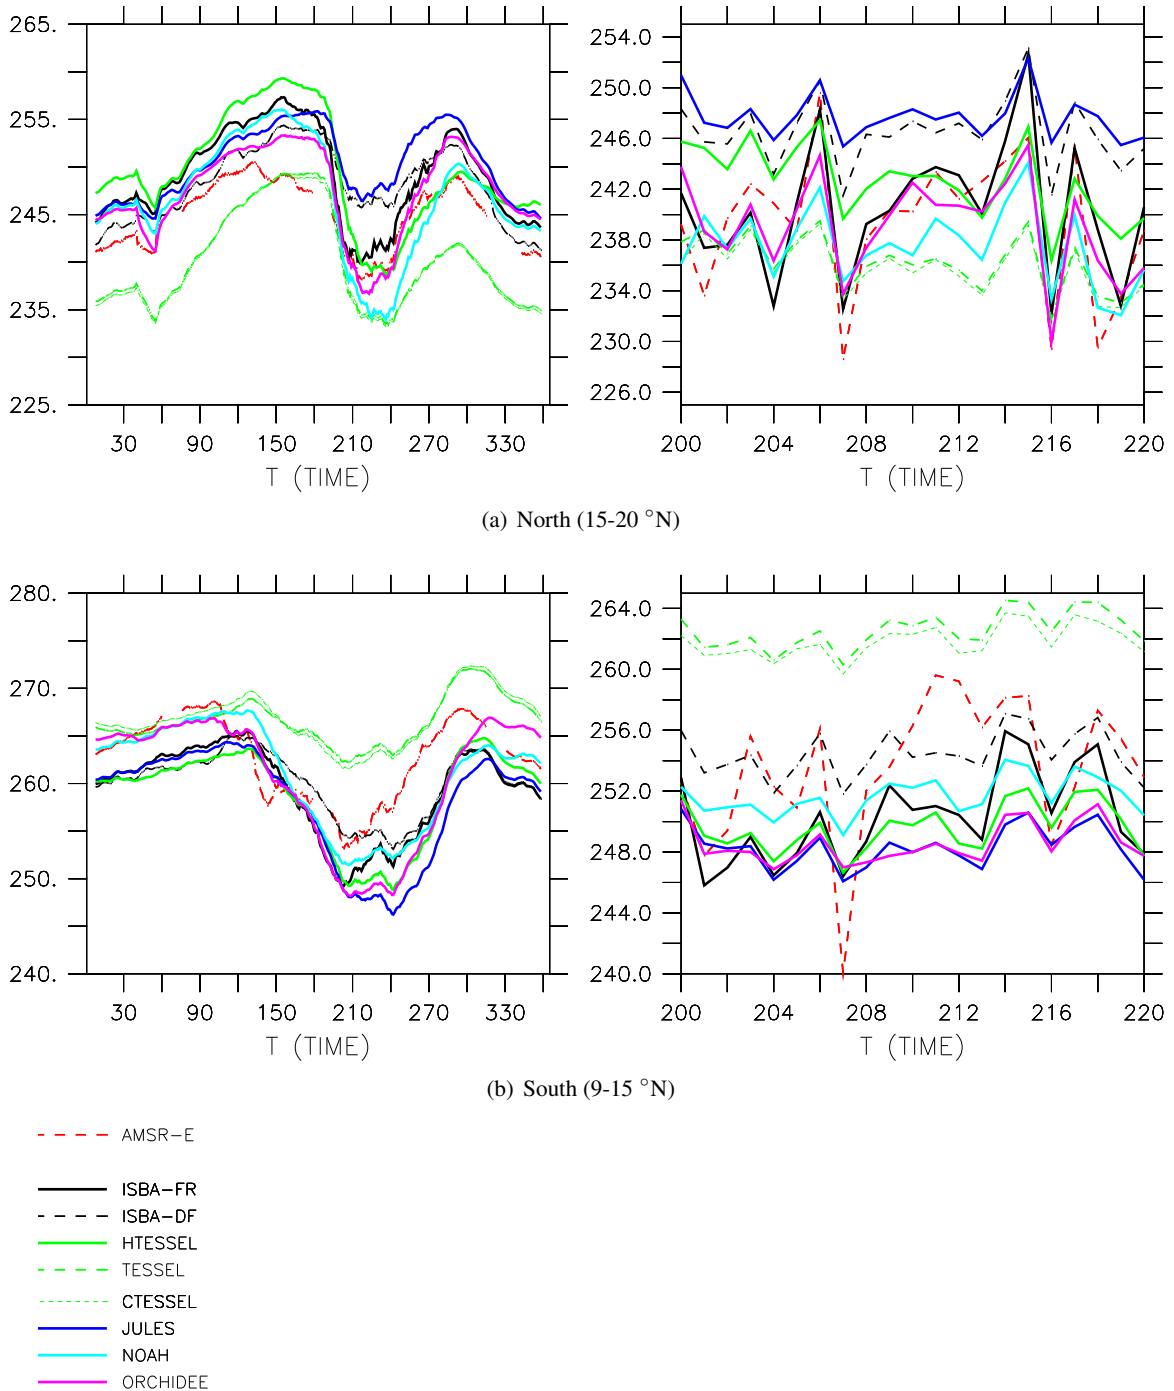 265.
255.
245.
235.
225.
30 90 150 210 270 330
T (TIME)
254.0
250.0
246.0
242.0
238.0
234.0
230.0
226.0
200 204 208 212 216 220
T (TIME)
(a) North (15-20 °N)
280.
270.
260.
250.
240.
30 90 150 210 270 330
T (TIME)
264.0
260.0
256.0
252.0
248.0
244.0
240.0
200 204 208 212 216 220
T (TIME)
(b) South (9-15 °N)
AMSR-E
ISBA-FR
ISBA-DF
HTESSEL
TESSEL
CTESSEL
JULES
NOAH
ORCHIDEE